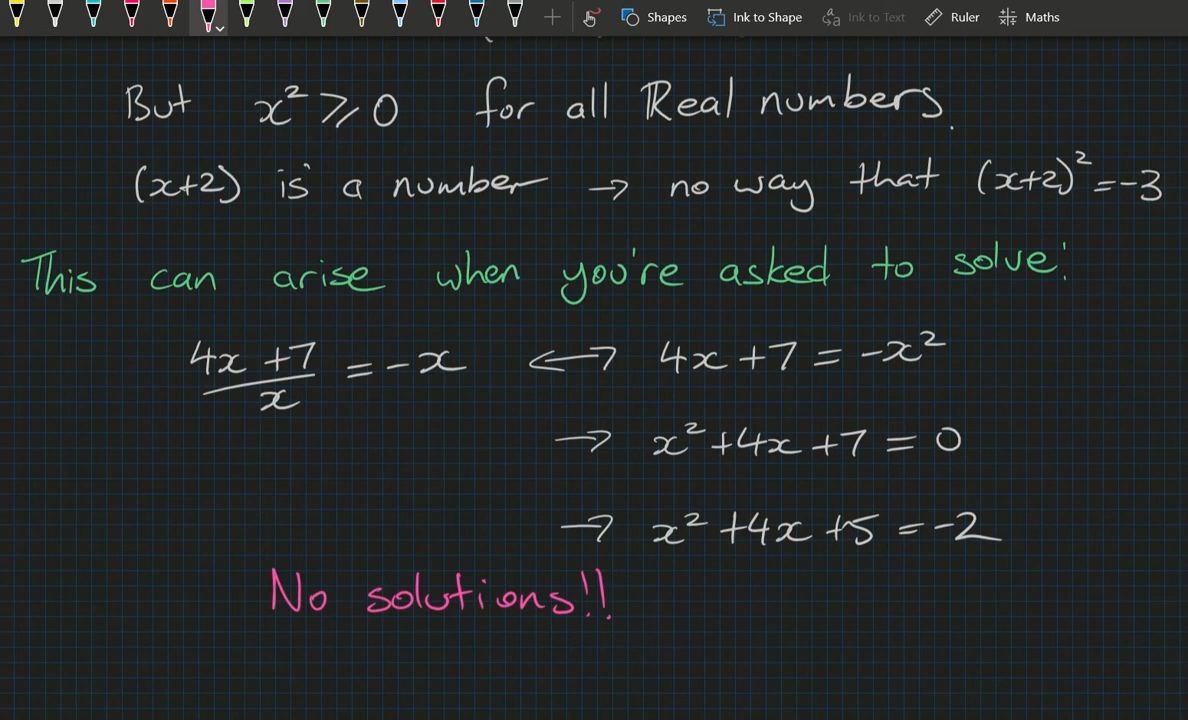 Shapes Ink to Shape Ink to Text Ruler Maths
But x² ⩾ 0 for all Real numbers.
(x+2) is a number → no way that (x+2)² = -3
This can arise when you're asked to solve:
(4x+7)/x = -x ⟷ 4x+7 = -x²
→ x²+4x+7 = 0
→ x²+4x+5 = -2
No solutions!!